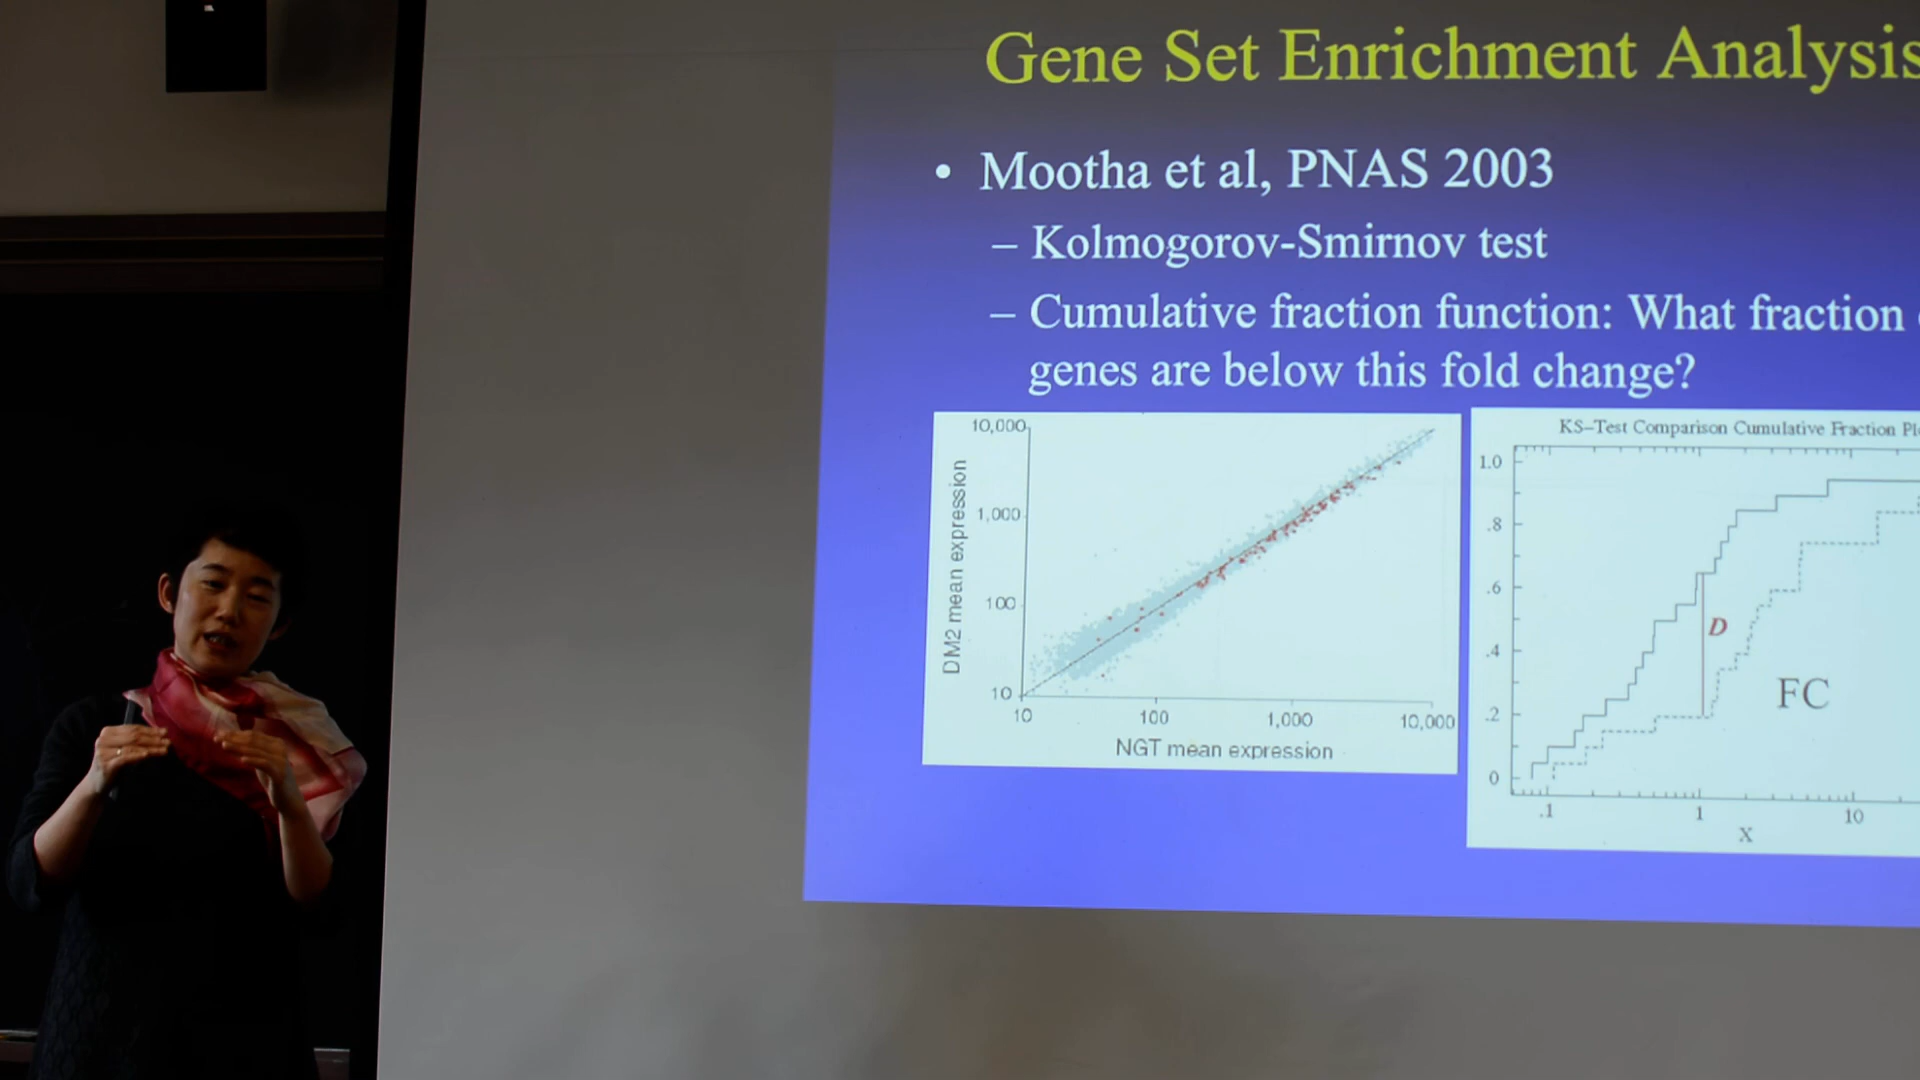 Gene Set Enrichment Analysis
• Mootha et al, PNAS 2003
– Kolmogorov-Smirnov test
– Cumulative fraction function: What fraction
genes are below this fold change?
10,000
1,000
100
10
DM2 mean expression
10
100
1,000
10,000
NGT mean expression
KS–Test Comparison Cumulative Fraction
1.0
.8
.6
.4
.2
0
D
FC
.1
1
10
X